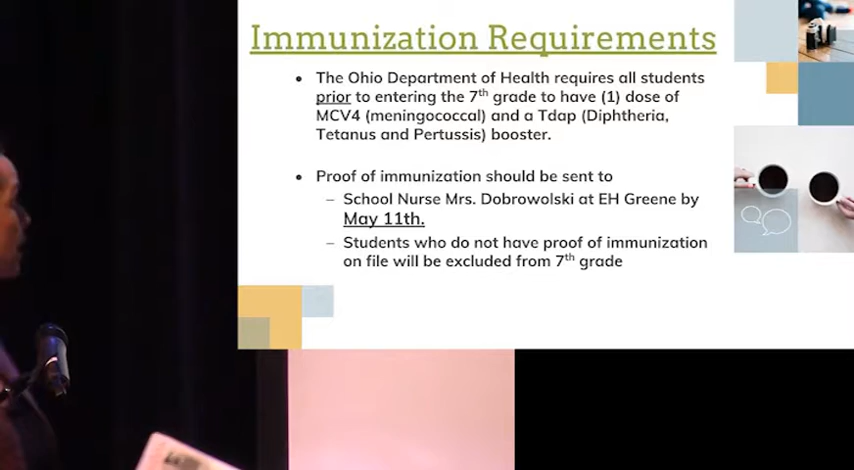 Immunization Requirements
• The Ohio Department of Health requires all students
prior to entering the 7th grade to have (1) dose of
MCV4 (meningococcal) and a Tdap (Diphtheria,
Tetanus and Pertussis) booster.
• Proof of immunization should be sent to
– School Nurse Mrs. Dobrowolski at EH Greene by
May 11th.
– Students who do not have proof of immunization
on file will be excluded from 7th grade